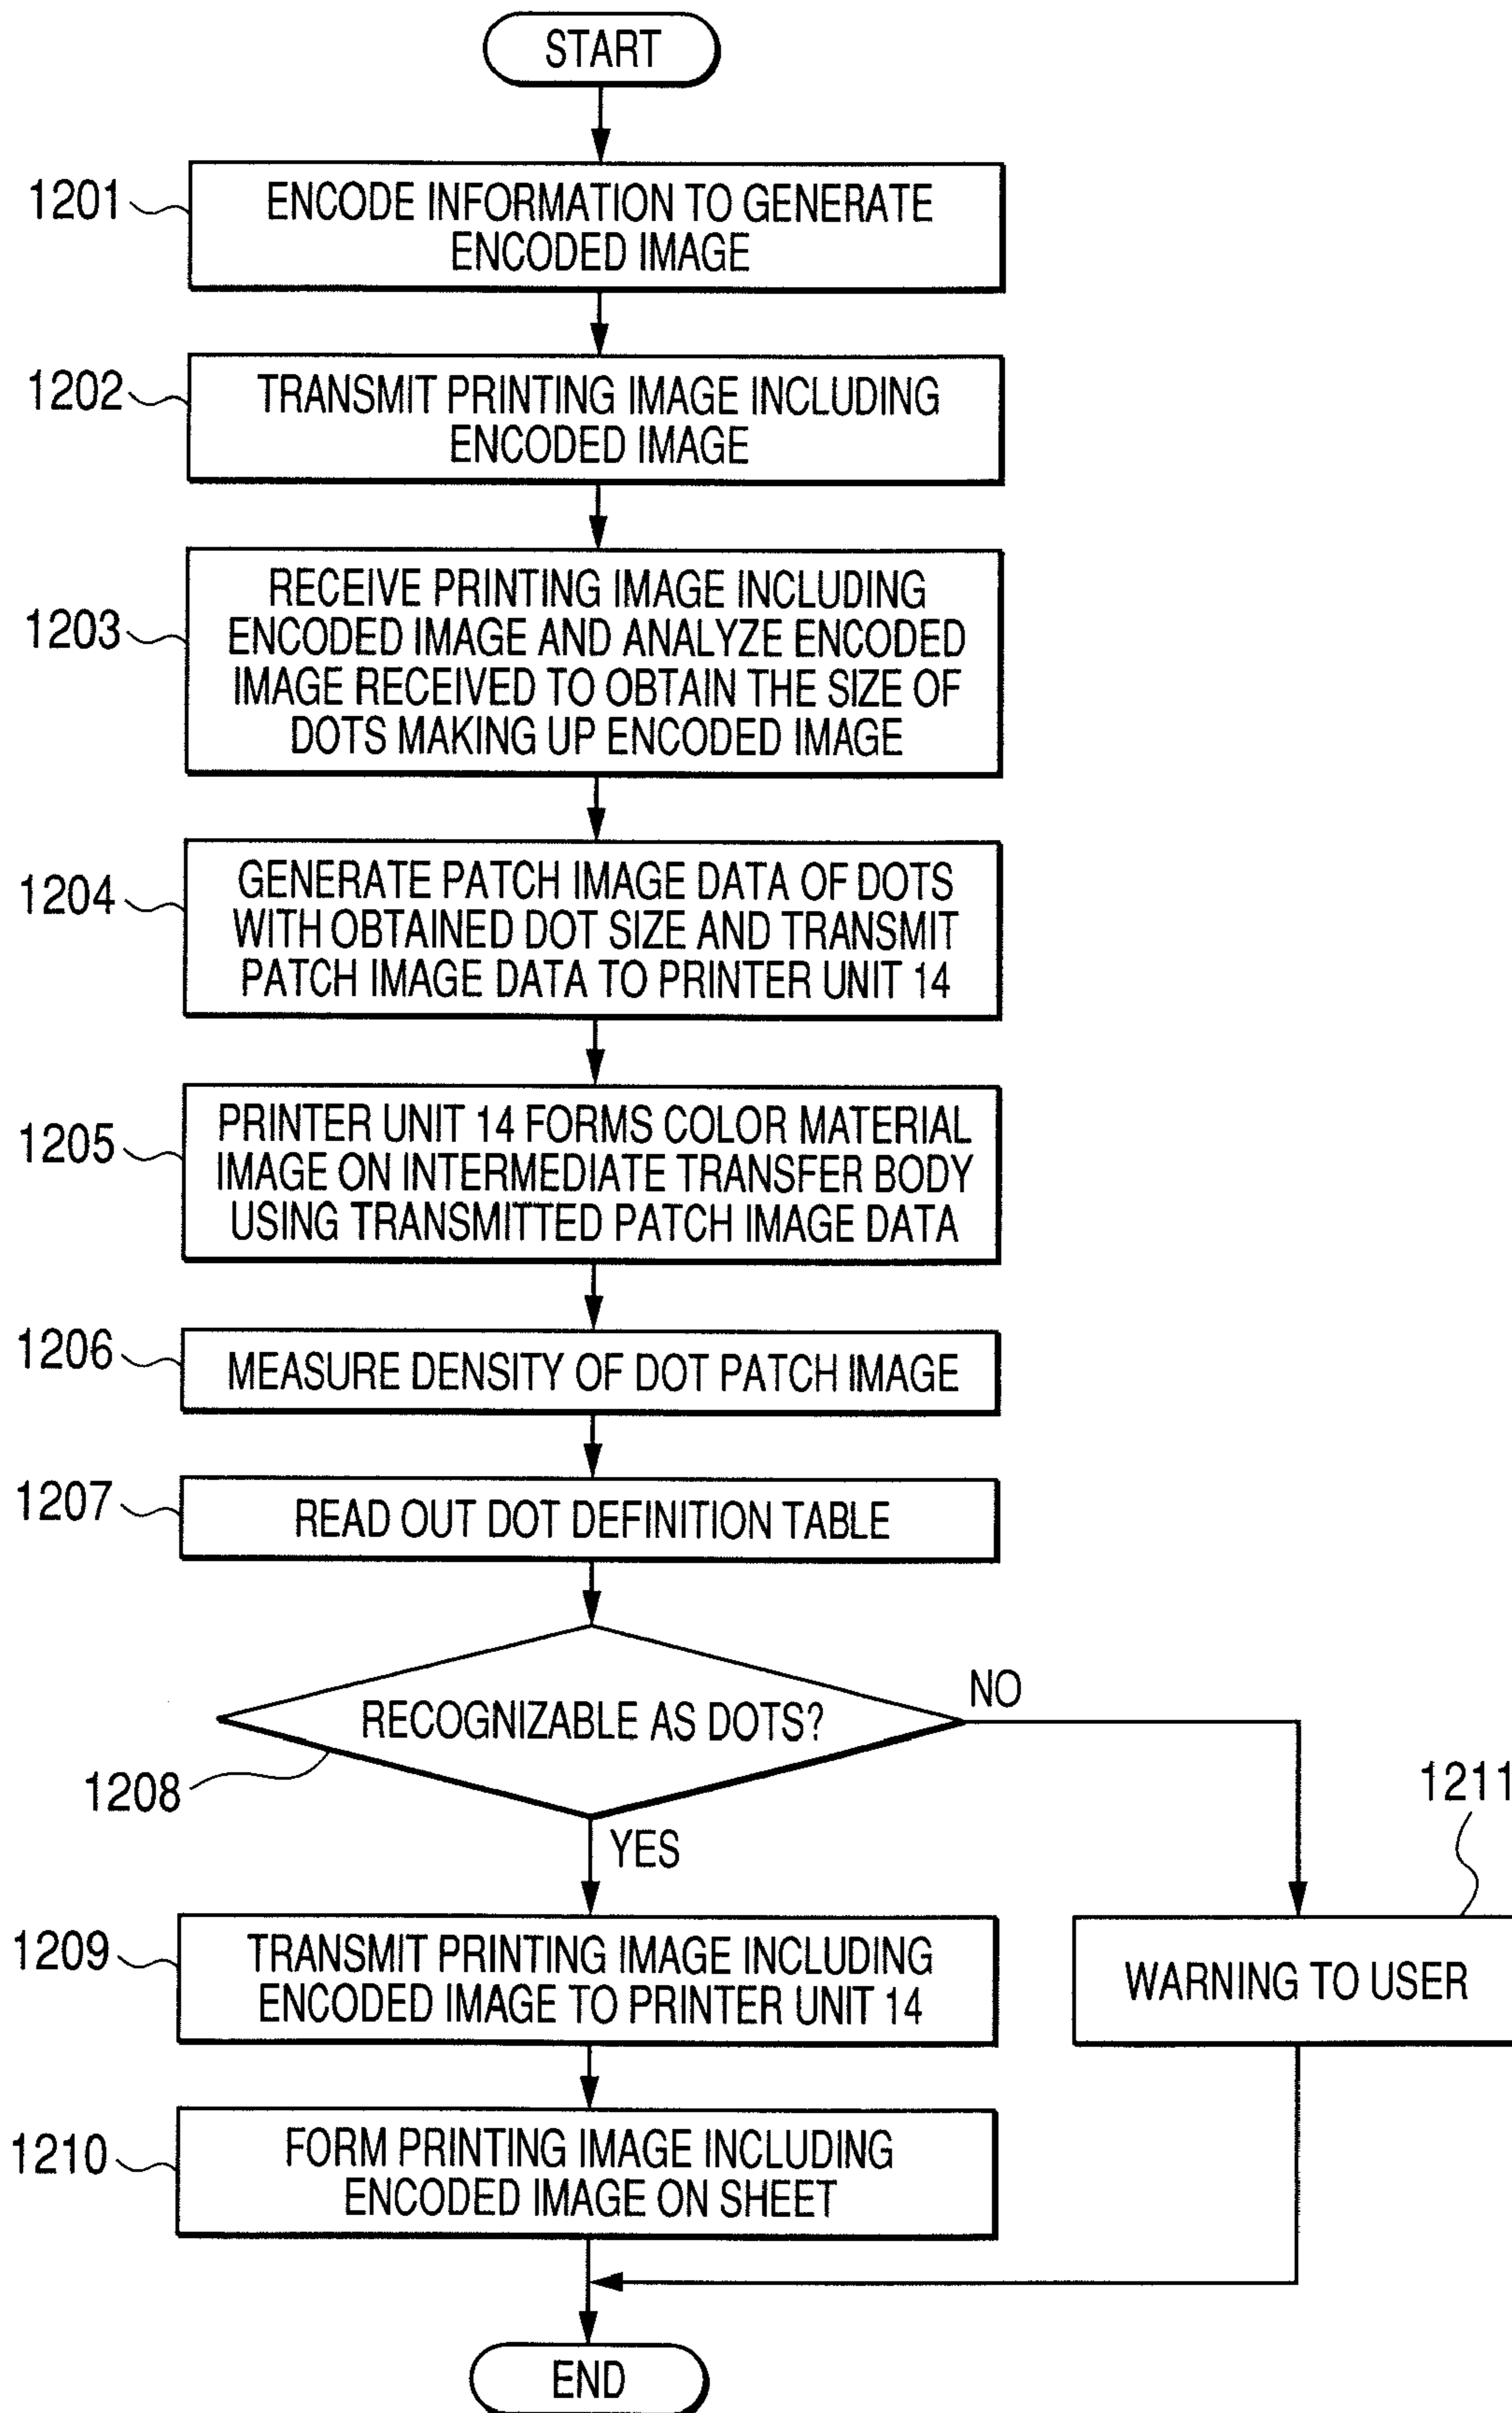 START
1201
ENCODE INFORMATION TO GENERATE
ENCODED IMAGE
1202
TRANSMIT PRINTING IMAGE INCLUDING
ENCODED IMAGE
1203
RECEIVE PRINTING IMAGE INCLUDING
ENCODED IMAGE AND ANALYZE ENCODED
IMAGE RECEIVED TO OBTAIN THE SIZE OF
DOTS MAKING UP ENCODED IMAGE
1204
GENERATE PATCH IMAGE DATA OF DOTS
WITH OBTAINED DOT SIZE AND TRANSMIT
PATCH IMAGE DATA TO PRINTER UNIT 14
1205
PRINTER UNIT 14 FORMS COLOR MATERIAL
IMAGE ON INTERMEDIATE TRANSFER BODY
USING TRANSMITTED PATCH IMAGE DATA
1206
MEASURE DENSITY OF DOT PATCH IMAGE
1207
READ OUT DOT DEFINITION TABLE
RECOGNIZABLE AS DOTS?
NO
1208
1211
YES
1209
TRANSMIT PRINTING IMAGE INCLUDING
ENCODED IMAGE TO PRINTER UNIT 14
WARNING TO USER
1210
FORM PRINTING IMAGE INCLUDING
ENCODED IMAGE ON SHEET
END